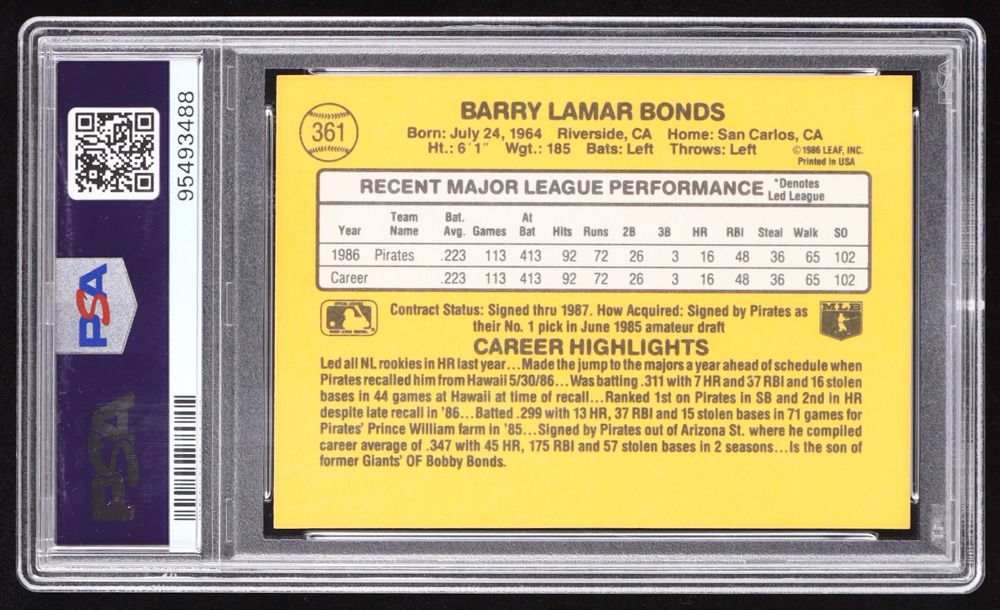 95493488
PSA
PSA
361
BARRY LAMAR BONDS
Born: July 24, 1964 Riverside, CA Home: San Carlos, CA
Ht.: 6'1" Wgt.: 185 Bats: Left Throws: Left
©1986 LEAF, INC.
Printed in USA
RECENT MAJOR LEAGUE PERFORMANCE
*Denotes
Led League
Year Team Name Bat. Avg. Games At Bat Hits Runs 2B 3B HR RBI Steal Walk SO
1986 Pirates .223 113 413 92 72 26 3 16 48 36 65 102
Career .223 113 413 92 72 26 3 16 48 36 65 102
Contract Status: Signed thru 1987. How Acquired: Signed by Pirates as
their No. 1 pick in June 1985 amateur draft
MLB
CAREER HIGHLIGHTS
Led all NL rookies in HR last year...Made the jump to the majors a year ahead of schedule when
Pirates recalled him from Hawaii 5/30/86...Was batting .311 with 7 HR and 37 RBI and 16 stolen
bases in 44 games at Hawaii at time of recall...Ranked 1st on Pirates in SB and 2nd in HR
despite late recall in '86...Batted .299 with 13 HR, 37 RBI and 15 stolen bases in 71 games for
Pirates' Prince William farm in '85...Signed by Pirates out of Arizona St. where he compiled
career average of .347 with 45 HR, 175 RBI and 57 stolen bases in 2 seasons...Is the son of
former Giants' OF Bobby Bonds.